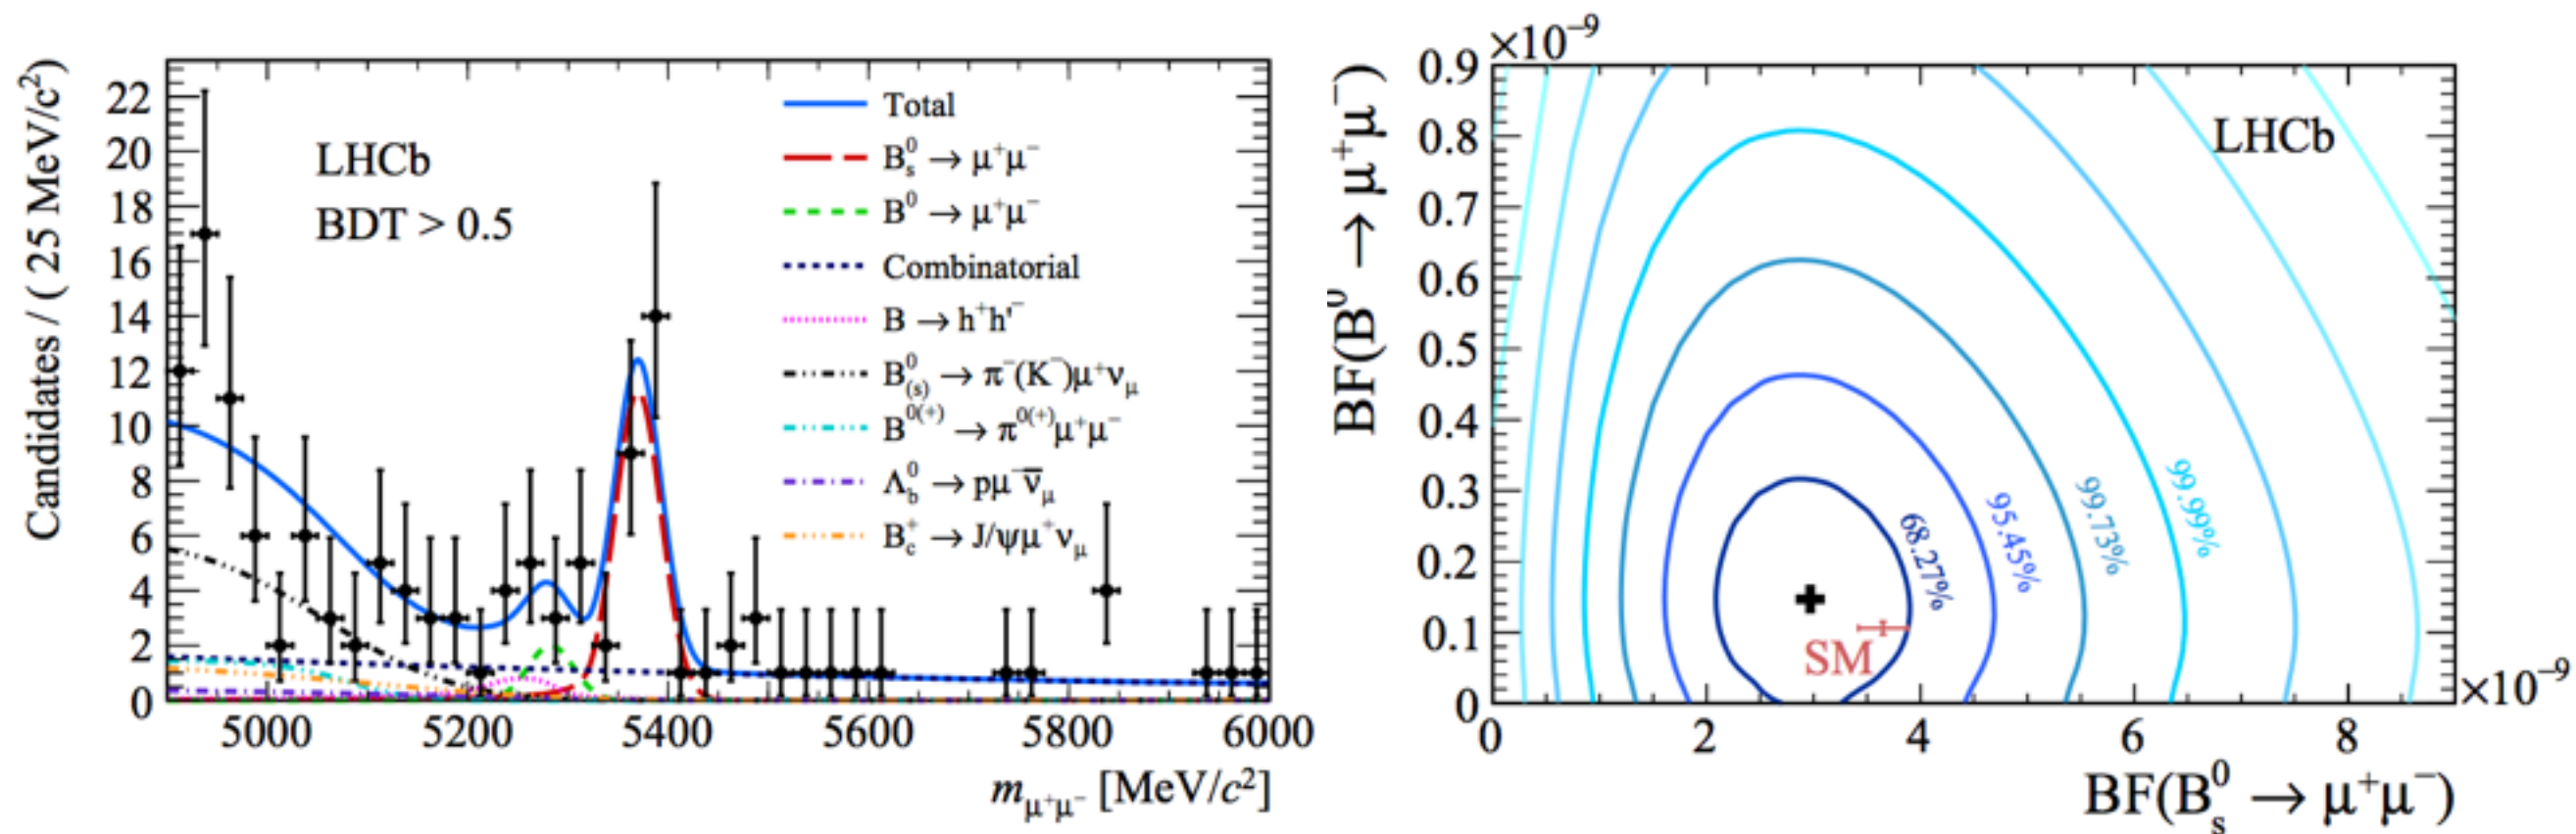 Candidates / ( 25 MeV/c²)
22
20
18
16
14
12
10
8
6
4
2
0
LHCb
BDT > 0.5
Total
B⁰ₛ → μ⁺μ⁻
B⁰ → μ⁺μ⁻
Combinatorial
B → h⁺h'⁻
B⁰₍ₛ₎ → π⁻(K⁻)μ⁺ν_μ
B⁰⁽⁺⁾ → π⁰⁽⁺⁾μ⁺μ⁻
Λ⁰_b → pμ⁻ν̅_μ
B⁺_c → J/ψμ⁺ν_μ
5000 5200 5400 5600 5800 6000
m_μ⁺μ⁻ [MeV/c²]
×10⁻⁹
BF(B⁰ → μ⁺μ⁻)
0.9
0.8
0.7
0.6
0.5
0.4
0.3
0.2
0.1
0
LHCb
68.27%
95.45%
99.73%
99.99%
SM
0 2 4 6 8
×10⁻⁹
BF(B⁰ₛ → μ⁺μ⁻)